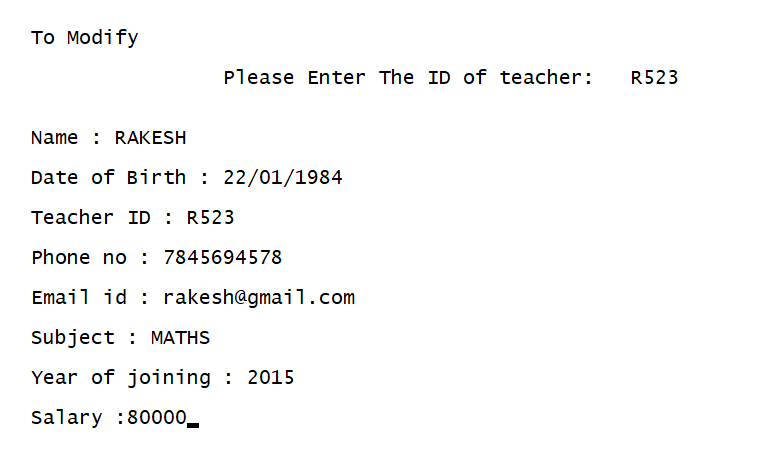 To Modify
Please Enter The ID of teacher: R523
Name : RAKESH
Date of Birth : 22/01/1984
Teacher ID : R523
Phone no : 7845694578
Email id : rakesh@gmail.com
Subject : MATHS
Year of joining : 2015
Salary :80000